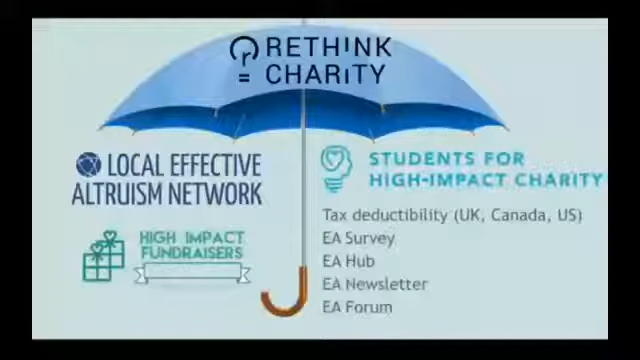 RETHINK
CHARITY
LOCAL EFFECTIVE
ALTRUISM NETWORK
HIGH IMPACT
FUNDRAISERS
STUDENTS FOR
HIGH-IMPACT CHARITY
Tax deductibility (UK, Canada, US)
EA Survey
EA Hub
EA Newsletter
EA Forum